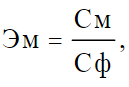 Эм = См / Сф,